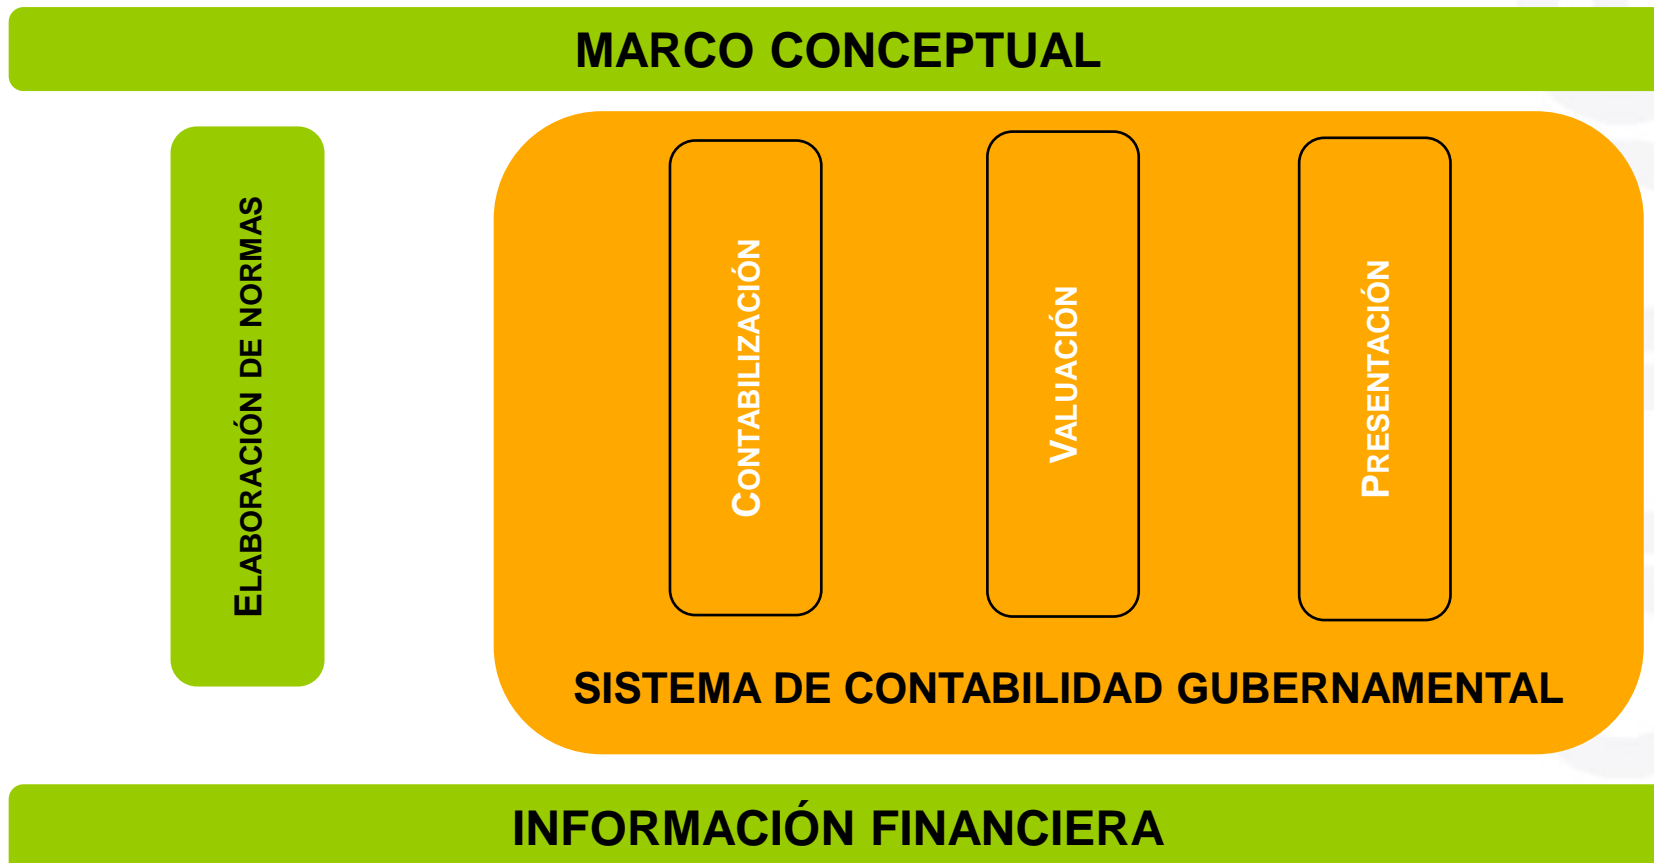 MARCO CONCEPTUAL
ELABORACIÓN DE NORMAS
CONTABILIZACIÓN
VALUACIÓN
PRESENTACIÓN
SISTEMA DE CONTABILIDAD GUBERNAMENTAL
INFORMACIÓN FINANCIERA